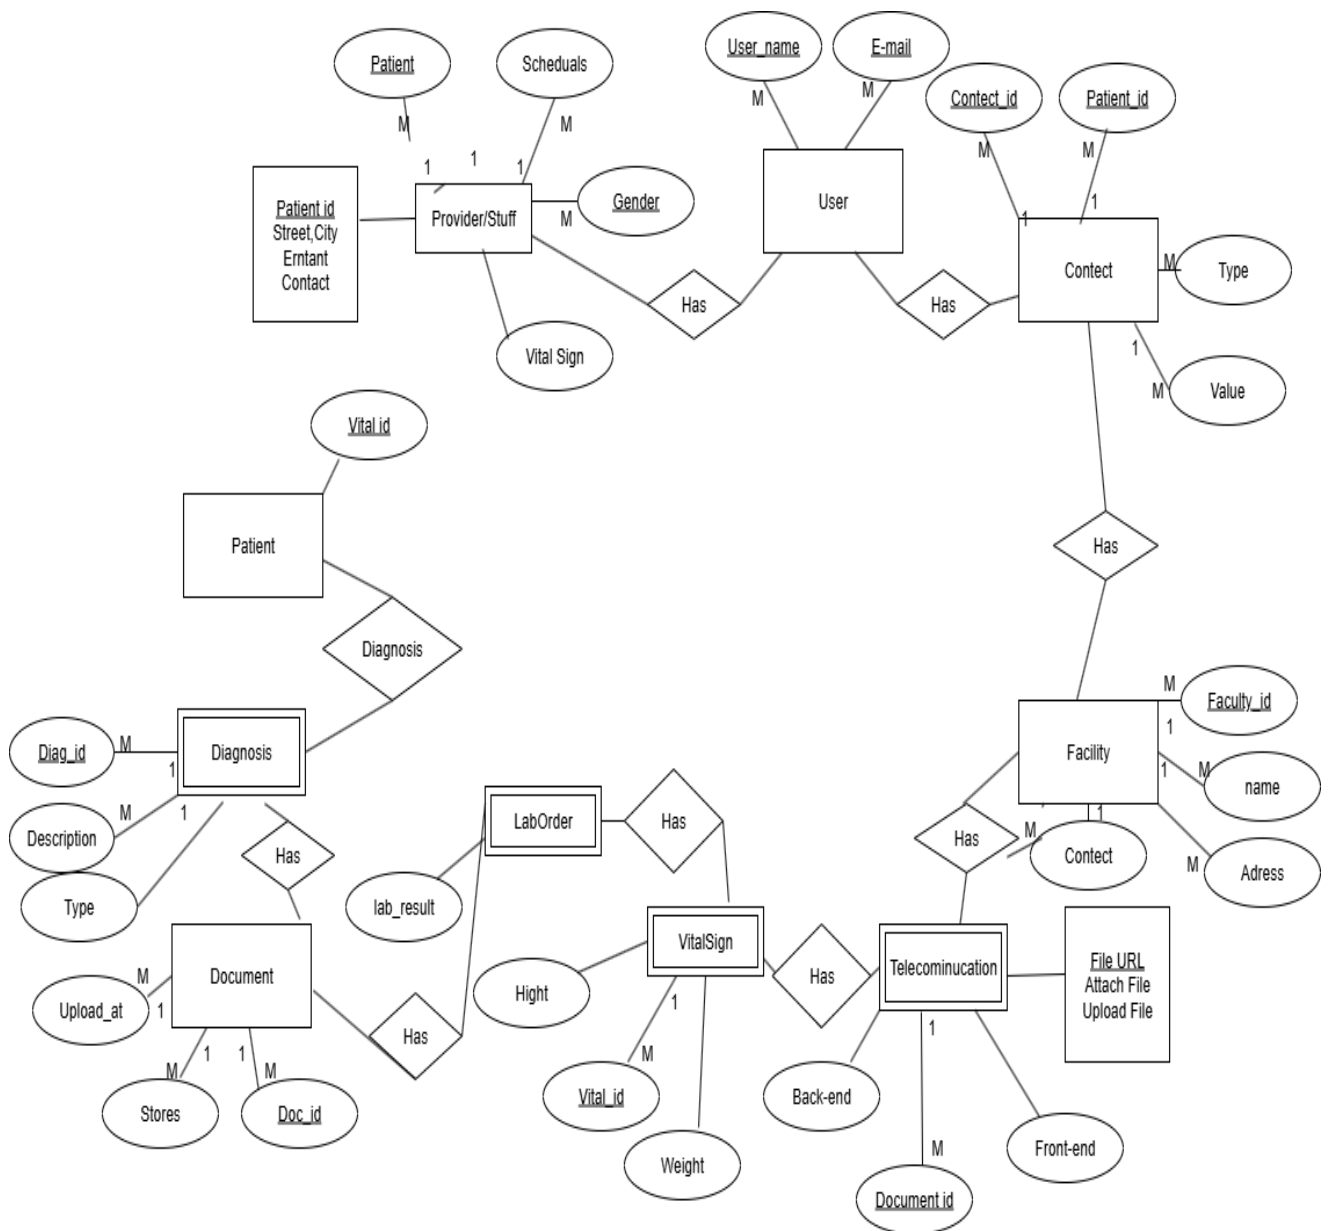 User_name
E-mail
Patient
Scheduals
Contect_id
Patient_id
M
M
M
M
M
M
1
1
1
Patient id
Street,City
Erntant
Contact
Provider/Stuff
Gender
M
User
1
1
Contect
M
Type
Has
Has
Vital Sign
1
M
Value
Vital id
Patient
Has
Diagnosis
M
Faculty_id
1
Diag_id
M
1
Diagnosis
Facility
1
M
name
M
1
Description
LabOrder
Has
1
M
Has
Contect
M
Adress
Has
Type
lab_result
VitalSign
Document
Has
Telecominucation
File URL
Attach File
Upload File
M
Upload_at
1
Hight
1
1
Has
1
1
M
M
M
Stores
Doc_id
Vital_id
Back-end
Weight
M
Front-end
Document id